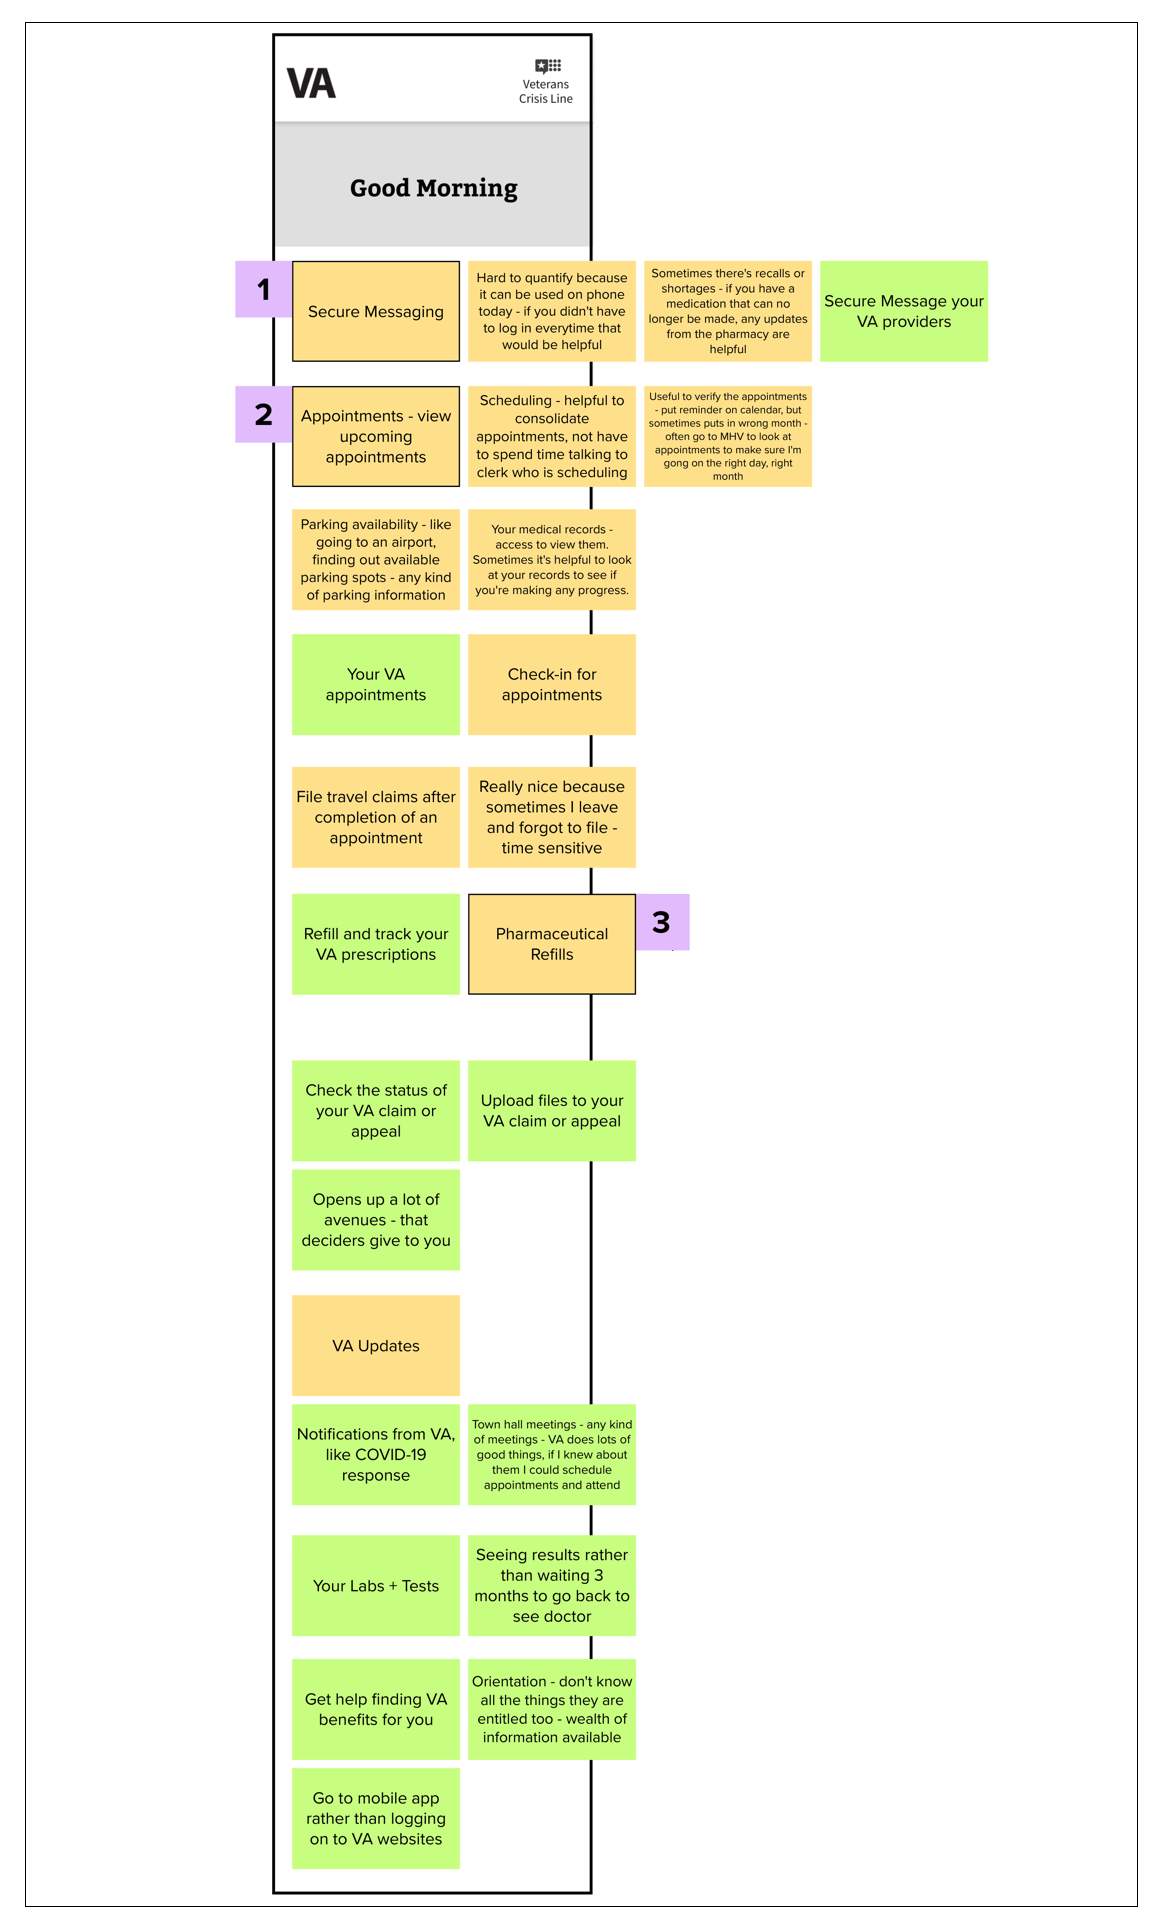 VA
Veterans
Crisis Line
Good Morning
1
Secure Messaging
Hard to quantify because
it can be used on phone
today - if you didn't have
to log in everytime that
would be helpful
Sometimes there's recalls or
shortages - if you have a
medication that can no
longer be made, any updates
from the pharmacy are
helpful
Secure Message your
VA providers
2
Appointments - view
upcoming
appointments
Scheduling - helpful to
consolidate
appointments, not have
to spend time talking to
clerk who is scheduling
Useful to verify the appointments
- put reminder on calendar, but
sometimes puts in wrong month -
often go to MHV to look at
appointments to make sure I'm
gong on the right day, right
month
Parking availability - like
going to an airport,
finding out available
parking spots - any kind
of parking information
Your medical records -
access to view them.
Sometimes it's helpful to look
at your records to see if
you're making any progress.
Your VA
appointments
Check-in for
appointments
File travel claims after
completion of an
appointment
Really nice because
sometimes I leave
and forgot to file -
time sensitive
Refill and track your
VA prescriptions
Pharmaceutical
Refills
3
Check the status of
your VA claim or
appeal
Upload files to your
VA claim or appeal
Opens up a lot of
avenues - that
deciders give to you
VA Updates
Notifications from VA,
like COVID-19
response
Town hall meetings - any kind
of meetings - VA does lots of
good things, if I knew about
them I could schedule
appointments and attend
Your Labs + Tests
Seeing results rather
than waiting 3
months to go back to
see doctor
Get help finding VA
benefits for you
Orientation - don't know
all the things they are
entitled too - wealth of
information available
Go to mobile app
rather than logging
on to VA websites